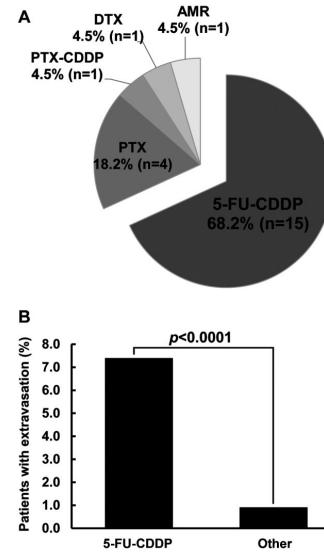 A
DTX
4.5% (n=1)
AMR
4.5% (n=1)
PTX-CDDP
4.5% (n=1)
PTX
18.2% (n=4)
5-FU-CDDP
68.2% (n=15)
B
Patients with extravasation (%)
8.0
7.0
6.0
5.0
4.0
3.0
2.0
1.0
0.0
p<0.0001
5-FU-CDDP
Other